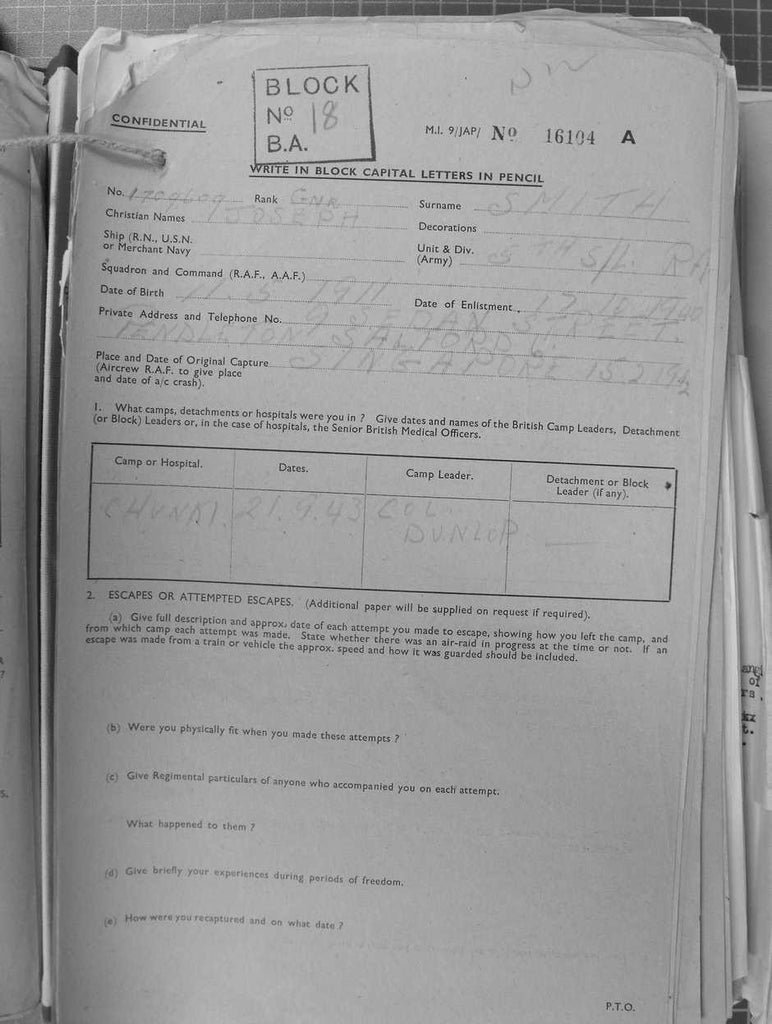 BLOCK
Nº 18
B.A.
CONFIDENTIAL
M.I. 9/JAP/ Nº 16104 A
WRITE IN BLOCK CAPITAL LETTERS IN PENCIL
No. 1709609 Rank GNR Surname SMITH
Christian Names JOSEPH Decorations
Ship (R.N., U.S.N.
or Merchant Navy
Unit & Div.
(Army) 5TH S/L. RA
Squadron and Command (R.A.F., A.A.F.)
Date of Birth 11.3.1911 Date of Enlistment 17.10.1940
Private Address and Telephone No. STREET.
PENDLETON SALFORD
Place and Date of Original Capture SINGAPORE 15 2 1942
(Aircrew R.A.F. to give place
and date of a/c crash).
1. What camps, detachments or hospitals were you in ? Give dates and names of the British Camp Leaders, Detachment
(or Block) Leaders or, in the case of hospitals, the Senior British Medical Officers.
Camp or Hospital. Dates. Camp Leader. Detachment or Block
Leader (if any).
CHUNKI 21.9.43 COL.
DUNLOP —
2. ESCAPES OR ATTEMPTED ESCAPES. (Additional paper will be supplied on request if required).
(a) Give full description and approx. date of each attempt you made to escape, showing how you left the camp, and
from which camp each attempt was made. State whether there was an air-raid in progress at the time or not. If an
escape was made from a train or vehicle the approx. speed and how it was guarded should be included.
(b) Were you physically fit when you made these attempts ?
(c) Give Regimental particulars of anyone who accompanied you on each attempt.
What happened to them ?
(d) Give briefly your experiences during periods of freedom.
(e) How were you recaptured and on what date ?
P.T.O.